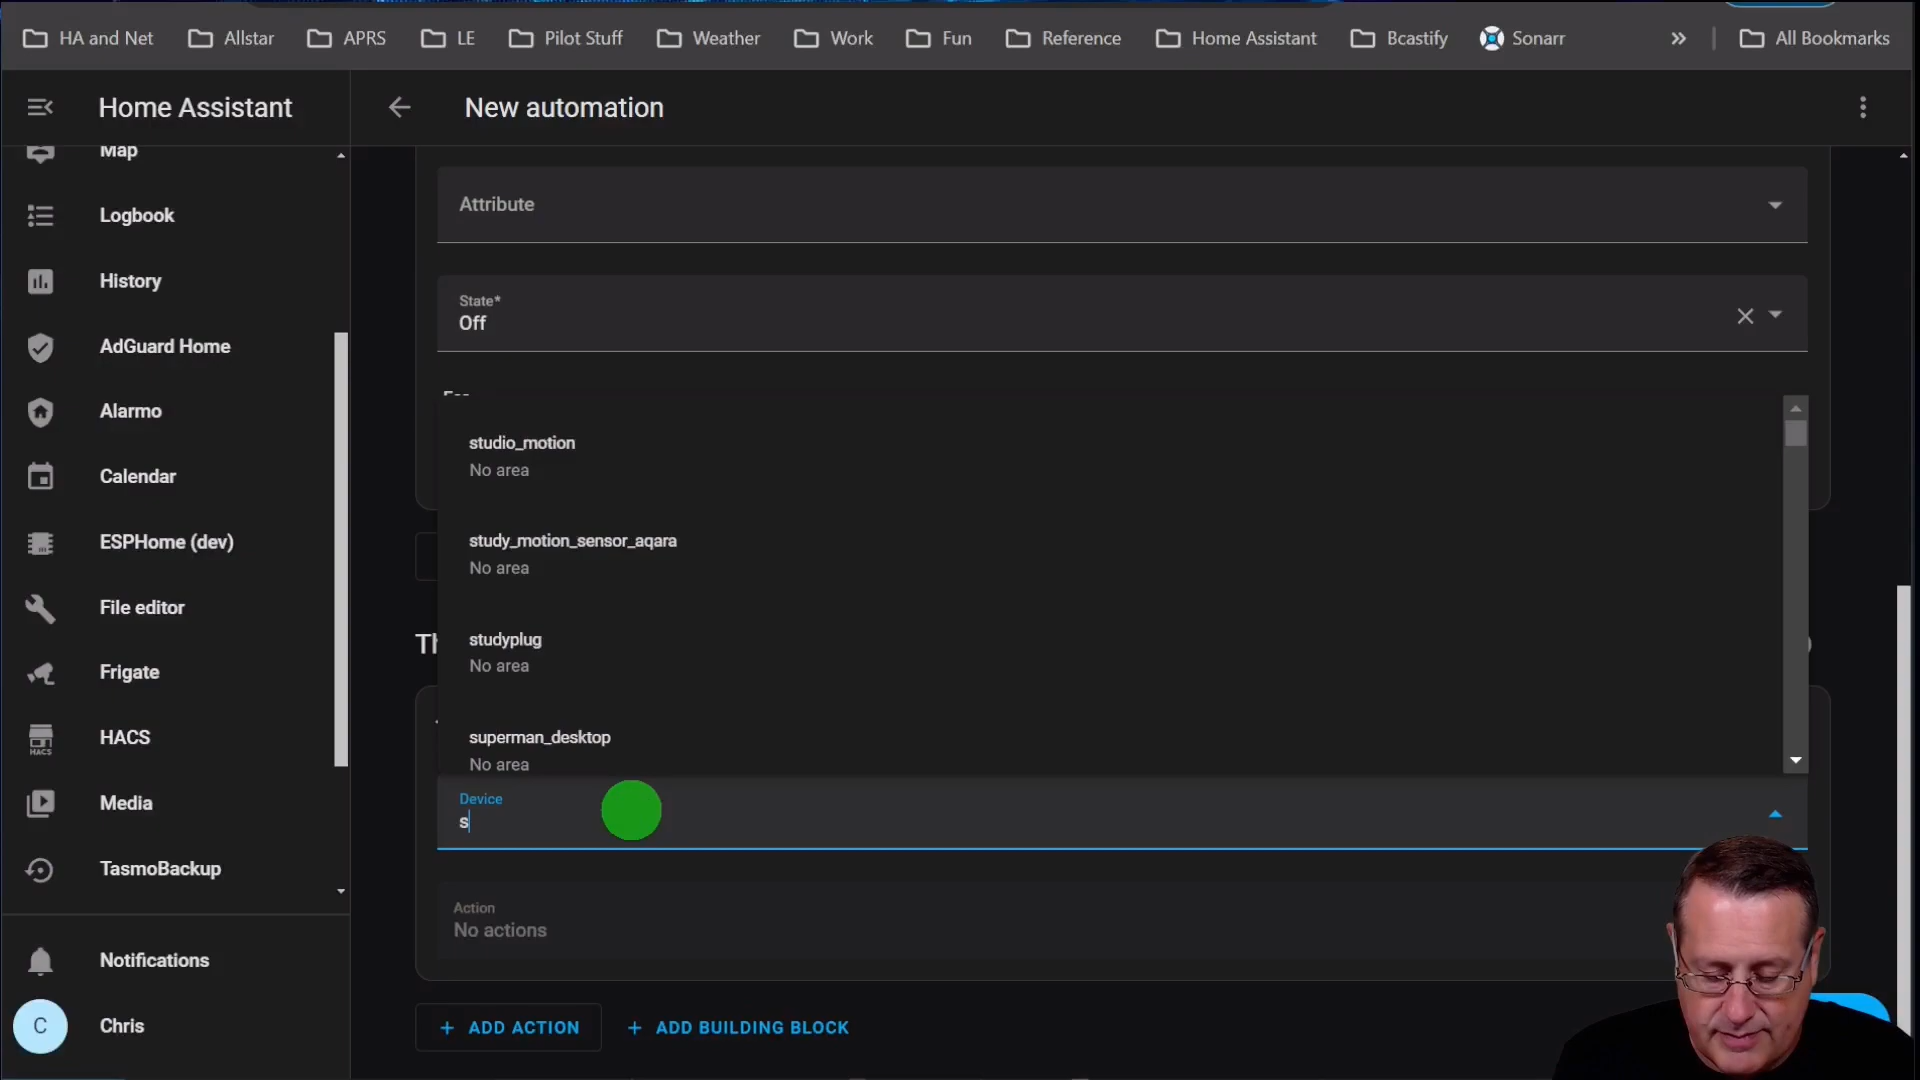 HA and Net
Allstar
APRS
LE
Pilot Stuff
Weather
Work
Fun
Reference
Home Assistant
Bcastify
Sonarr
»
All Bookmarks
Home Assistant
New automation
Map
Logbook
History
AdGuard Home
Alarmo
Calendar
ESPHome (dev)
File editor
Frigate
HACS
HACS
Media
TasmoBackup
Notifications
C
Chris
Attribute
State*
Off
studio_motion
No area
study_motion_sensor_aqara
No area
studyplug
No area
superman_desktop
No area
Device
s
Action
No actions
+ ADD ACTION
+ ADD BUILDING BLOCK